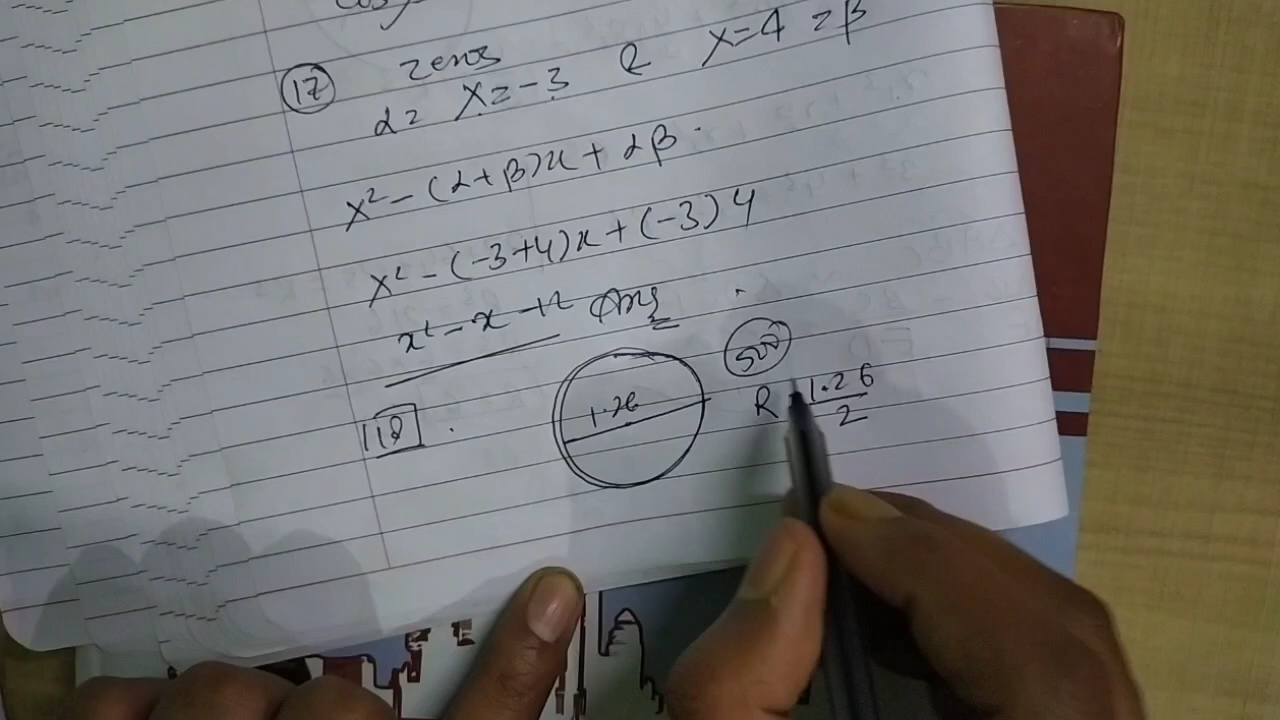 17 zeros
α = x = -3 & x = 4 = β
x² - (α + β)x + αβ.
x² - (-3+4)x + (-3)4
x² - x - 12 Ans
500
118. 1.26 R = 1.26/2